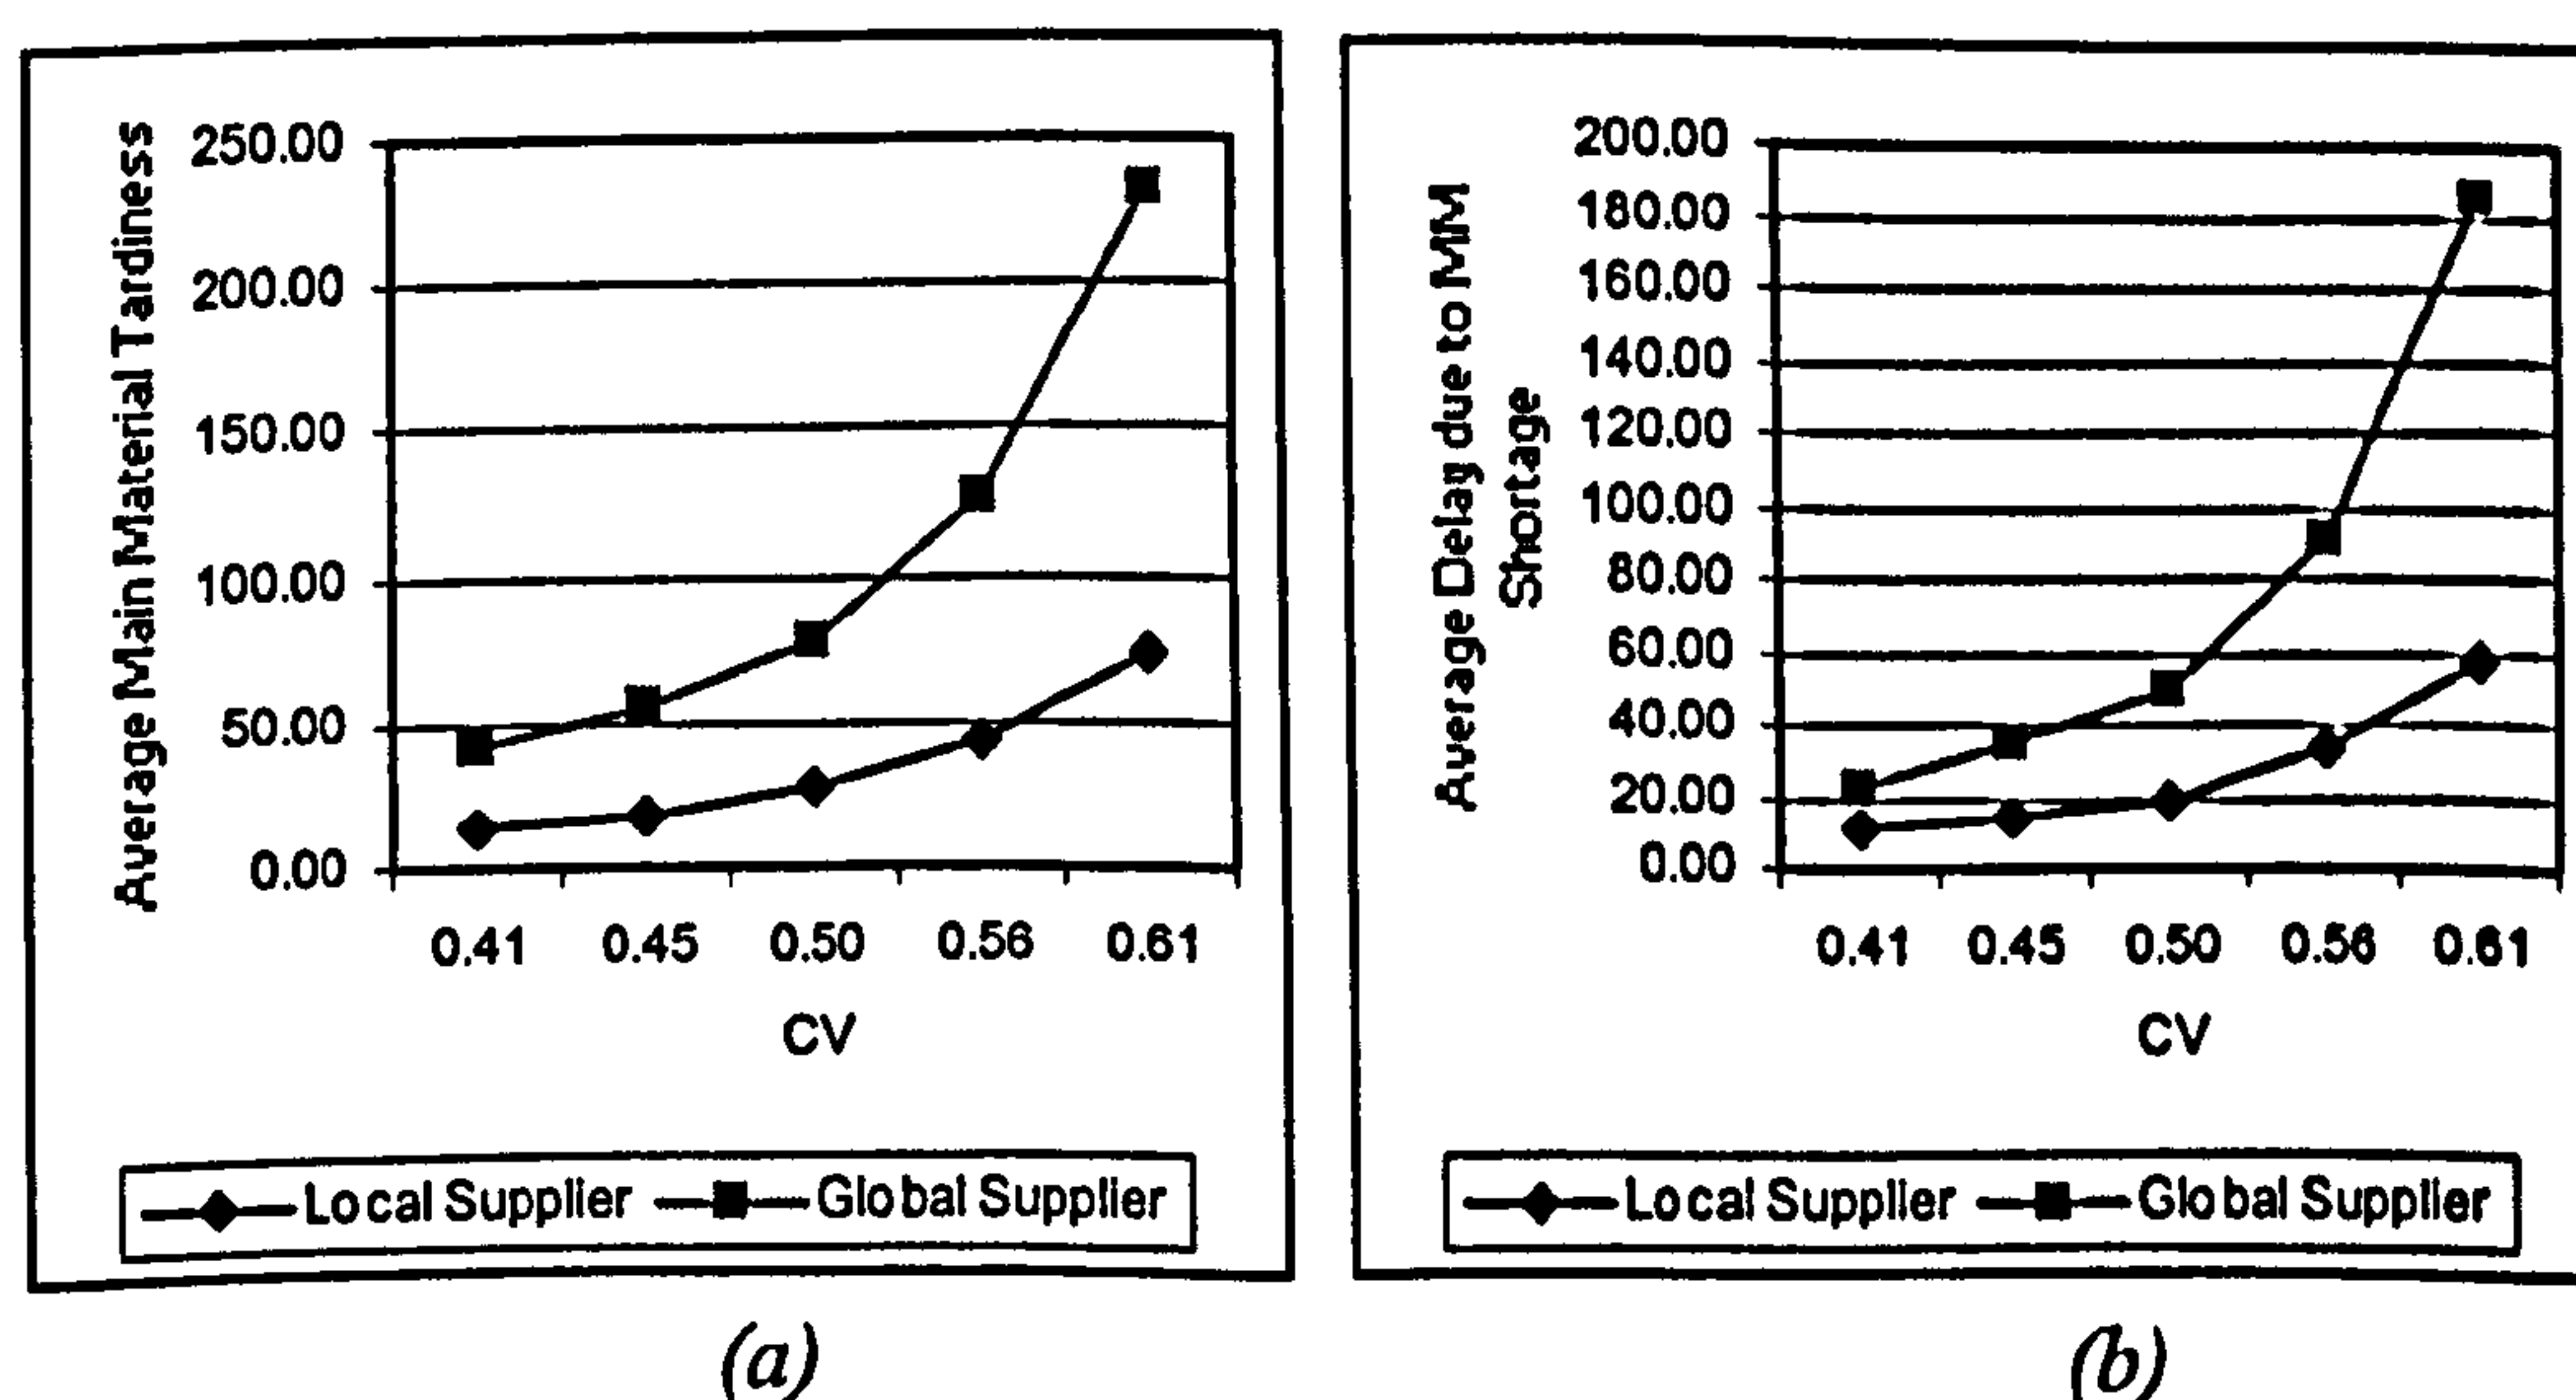 Average Main Material Tardiness
250.00
200.00
150.00
100.00
50.00
0.00
0.41 0.45 0.50 0.56 0.61
CV
Local Supplier Global Supplier
(a)
Average Delay due to MM
Shortage
200.00
180.00
160.00
140.00
120.00
100.00
80.00
60.00
40.00
20.00
0.00
0.41 0.45 0.50 0.56 0.61
CV
Local Supplier Global Supplier
(b)